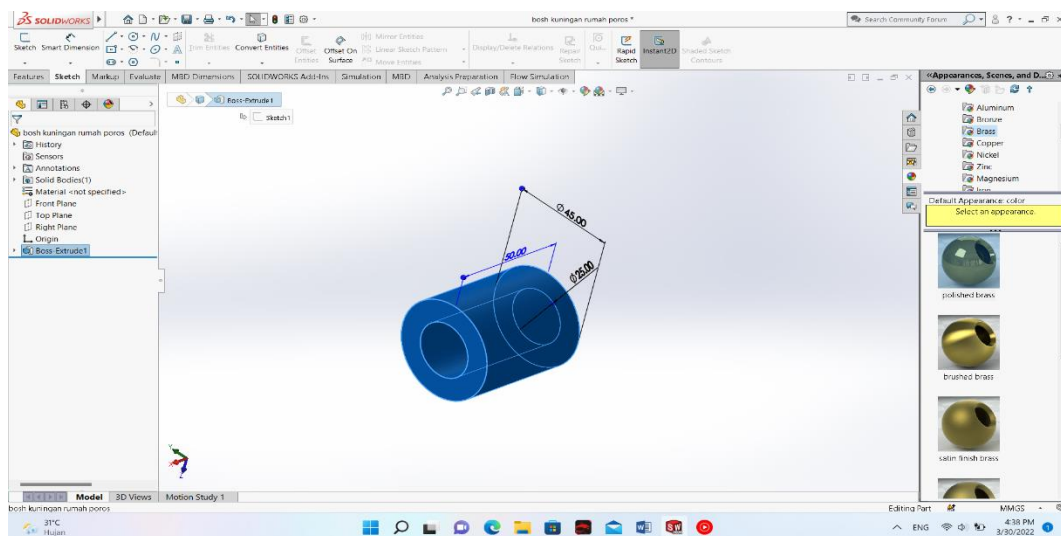 SOLIDWORKS
bosh kuningan rumah poros *
Search Community Forum
Sketch Smart Dimension
Trim Entities Convert Entities
Offset Entities
Offset On Surface
Mirror Entities
Linear Sketch Pattern
Move Entities
Display/Delete Relations
Repair Sketch
Rapid Sketch
Instant2D
Shaded Sketch Contours
Features Sketch Markup Evaluate MBD Dimensions SOLIDWORKS Add-Ins Simulation MBD Analysis Preparation Flow Simulation
Boss-Extrude1
Sketch1
bosh kuningan rumah poros (Defaul
History
Sensors
Annotations
Solid Bodies(1)
Material <not specified>
Front Plane
Top Plane
Right Plane
Origin
Boss-Extrude1
Ø45.00
50.00
Ø25.00
Appearances, Scenes, and D...
Aluminum
Bronze
Brass
Copper
Nickel
Zinc
Magnesium
Iron
Default Appearance: color
Select an appearance.
polished brass
brushed brass
satin finish brass
Model 3D Views Motion Study 1
bosh kuningan rumah poros
Editing Part
MMGS
31°C
Hujan
ENG
4:38 PM
3/30/2022